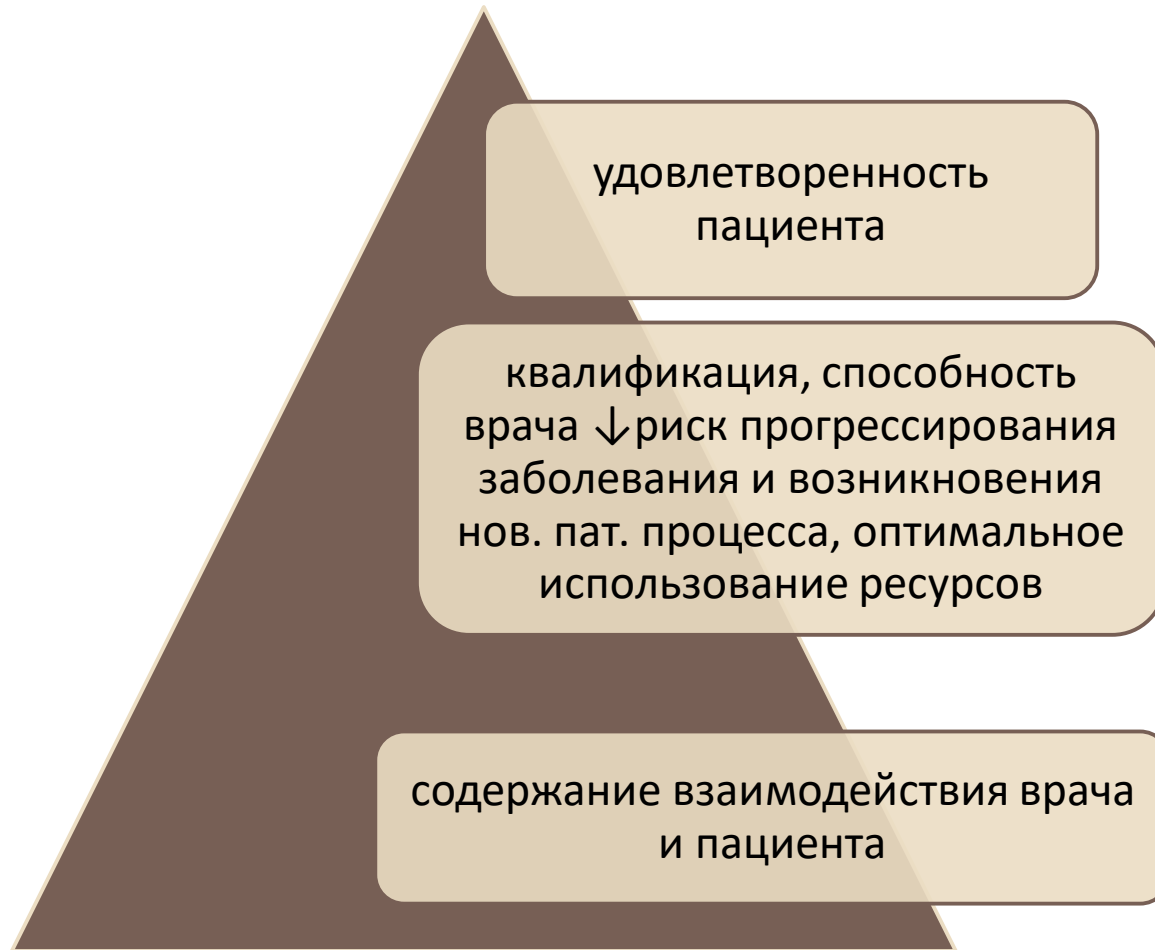 удовлетворенность
пациента
квалификация, способность
врача ↓риск прогрессирования
заболевания и возникновения
нов. пат. процесса, оптимальное
использование ресурсов
содержание взаимодействия врача
и пациента